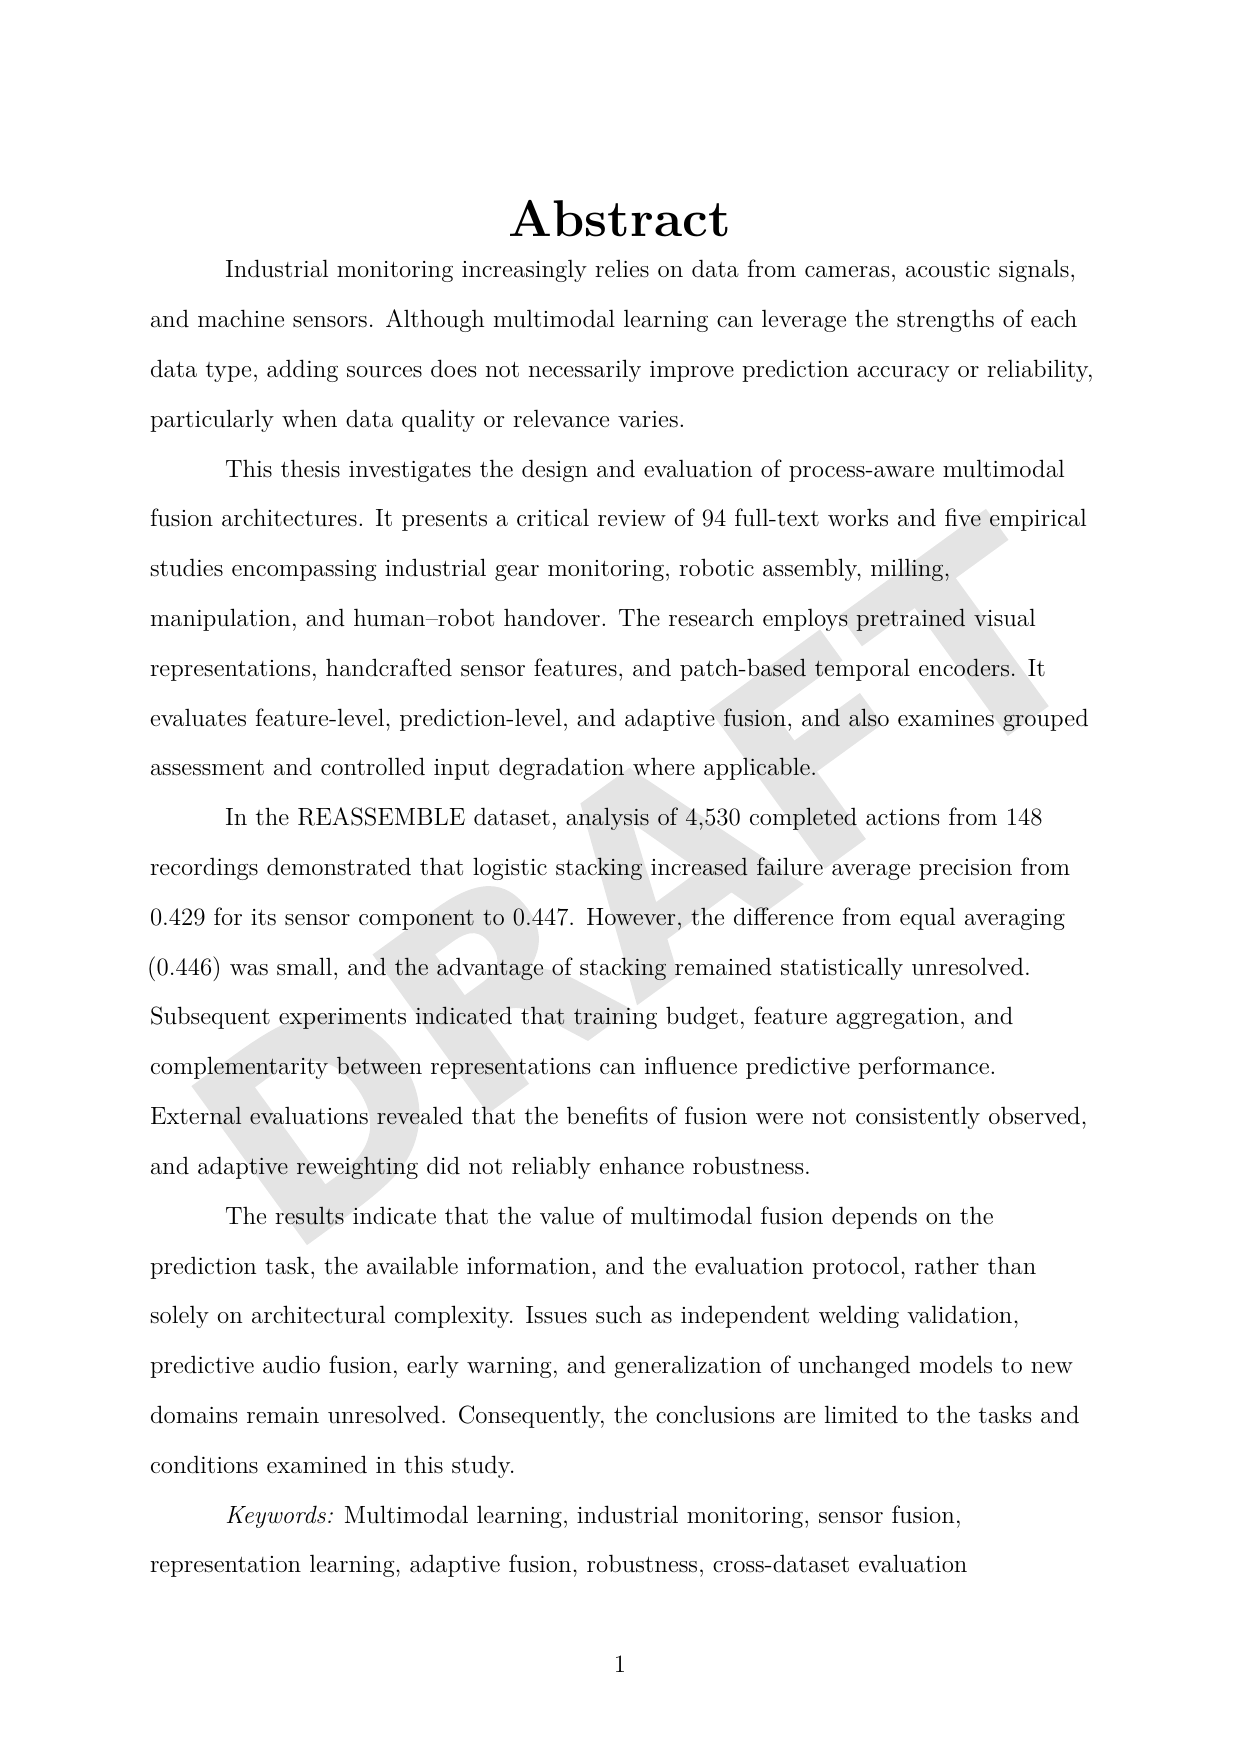 Abstract
Industrial monitoring increasingly relies on data from cameras, acoustic signals,
and machine sensors. Although multimodal learning can leverage the strengths of each
data type, adding sources does not necessarily improve prediction accuracy or reliability,
particularly when data quality or relevance varies.
This thesis investigates the design and evaluation of process-aware multimodal
fusion architectures. It presents a critical review of 94 full-text works and five empirical
studies encompassing industrial gear monitoring, robotic assembly, milling,
manipulation, and human–robot handover. The research employs pretrained visual
representations, handcrafted sensor features, and patch-based temporal encoders. It
evaluates feature-level, prediction-level, and adaptive fusion, and also examines grouped
assessment and controlled input degradation where applicable.
In the REASSEMBLE dataset, analysis of 4,530 completed actions from 148
recordings demonstrated that logistic stacking increased failure average precision from
0.429 for its sensor component to 0.447. However, the difference from equal averaging
(0.446) was small, and the advantage of stacking remained statistically unresolved.
Subsequent experiments indicated that training budget, feature aggregation, and
complementarity between representations can influence predictive performance.
External evaluations revealed that the benefits of fusion were not consistently observed,
and adaptive reweighting did not reliably enhance robustness.
The results indicate that the value of multimodal fusion depends on the
prediction task, the available information, and the evaluation protocol, rather than
solely on architectural complexity. Issues such as independent welding validation,
predictive audio fusion, early warning, and generalization of unchanged models to new
domains remain unresolved. Consequently, the conclusions are limited to the tasks and
conditions examined in this study.
Keywords: Multimodal learning, industrial monitoring, sensor fusion,
representation learning, adaptive fusion, robustness, cross-dataset evaluation
1
DRAFT